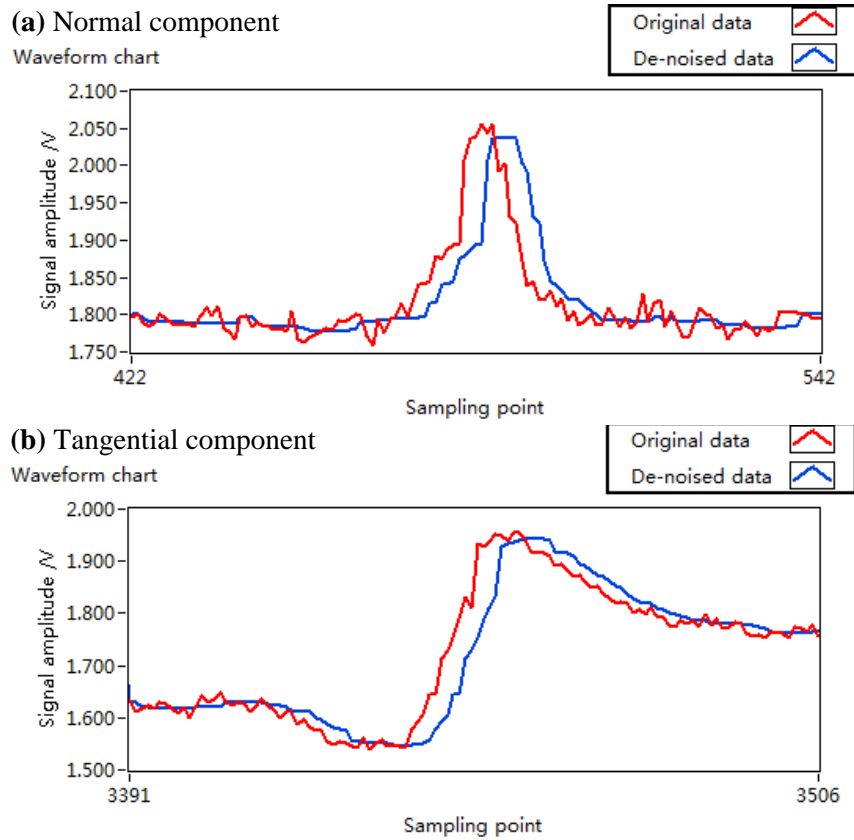 (a) Normal component
Waveform chart
Original data
De-noised data
Signal amplitude /V
2.100
2.050
2.000
1.950
1.900
1.850
1.800
1.750
422
542
Sampling point
(b) Tangential component
Waveform chart
Original data
De-noised data
Signal amplitude /V
2.000
1.900
1.800
1.700
1.600
1.500
3391
3506
Sampling point